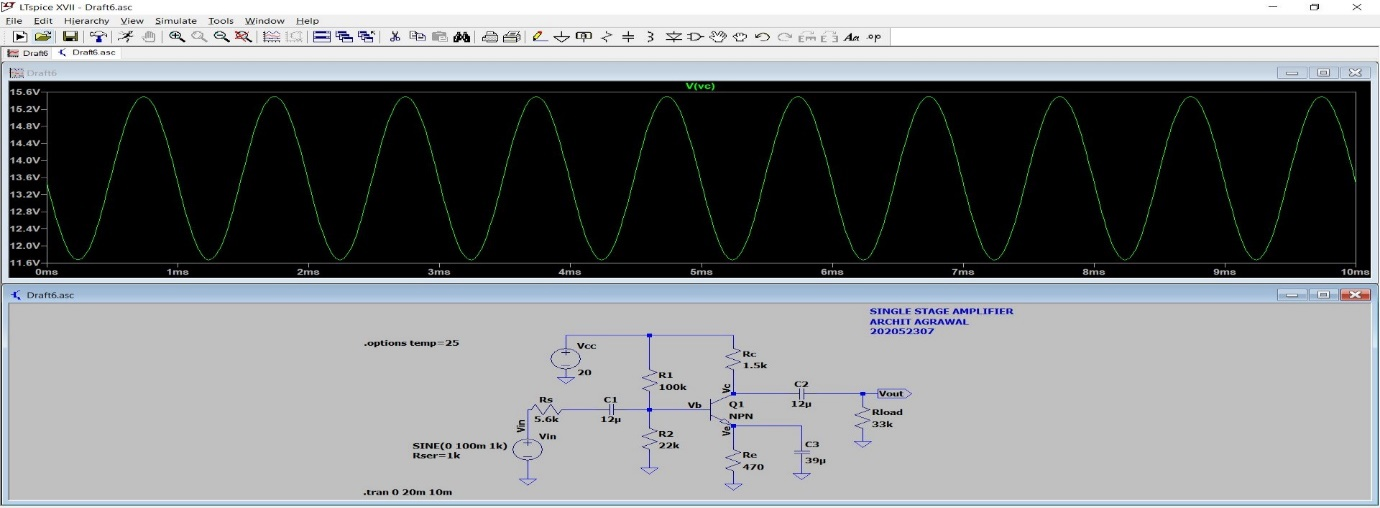 LTspice XVII - Draft6.asc
File Edit Hierarchy View Simulate Tools Window Help
Draft6 Draft6.asc
Draft6
V(vc)
15.6V
15.2V
14.8V
14.4V
14.0V
13.6V
13.2V
12.8V
12.4V
12.0V
11.6V
0ms 1ms 2ms 3ms 4ms 5ms 6ms 7ms 8ms 9ms 10ms
Draft6.asc
SINGLE STAGE AMPLIFIER
ARCHIT AGRAWAL
202052307
.options temp=25
Vcc
20
R1
100k
Rc
1.5k
Vc
C2
12µ
Vout
Rs
5.6k
C1
12µ
Vb
Q1
NPN
Rload
33k
Vin
Vin
SINE(0 100m 1k)
Rser=1k
R2
22k
Ve
Re
470
C3
39µ
.tran 0 20m 10m